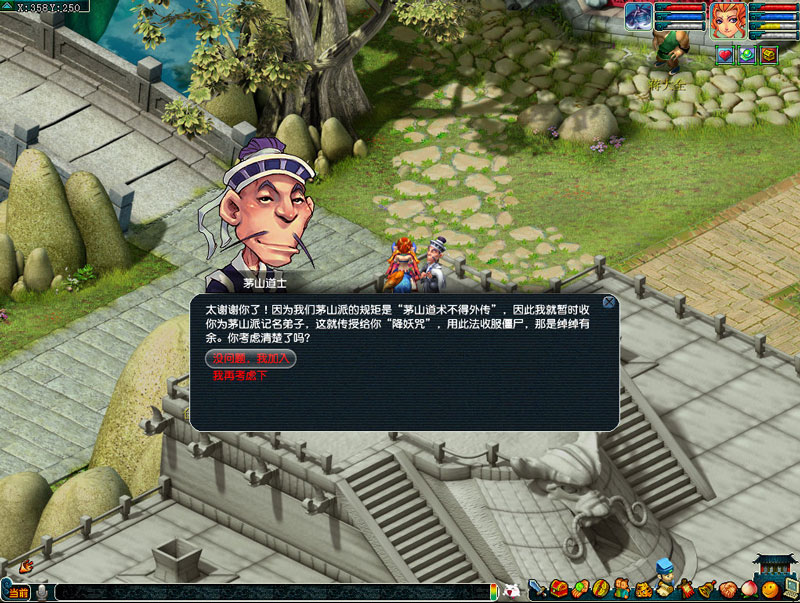 X:358Y:250
蒋大全
茅山道士
太谢谢你了！因为我们茅山派的规矩是“茅山道术不得外传”，因此我就暂时收
你为茅山派记名弟子，这就传授给你“降妖咒”，用此法收服僵尸，那是绰绰有
余。你考虑清楚了吗？
没问题，我加入
我再考虑下
当前